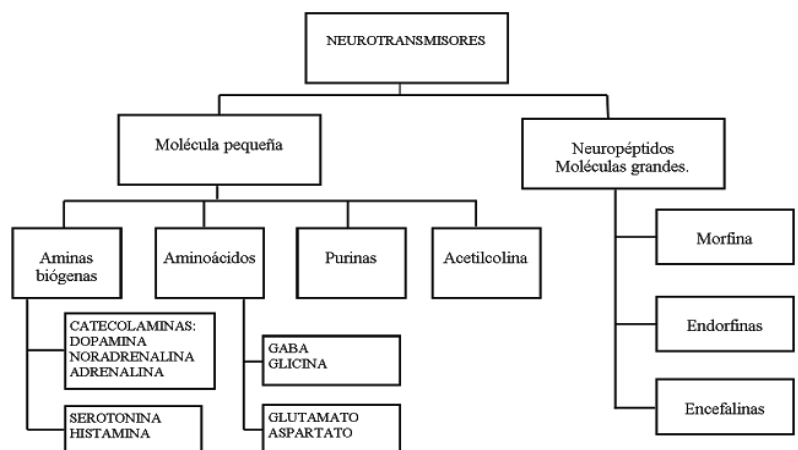 NEUROTRANSMISORES
Molécula pequeña
Neuropéptidos
Moléculas grandes.
Aminas
biógenas
Aminoácidos
Purinas
Acetilcolina
Morfina
CATECOLAMINAS:
DOPAMINA
NORADRENALINA
ADRENALINA
GABA
GLICINA
Endorfinas
SEROTONINA
HISTAMINA
GLUTAMATO
ASPARTATO
Encefalinas